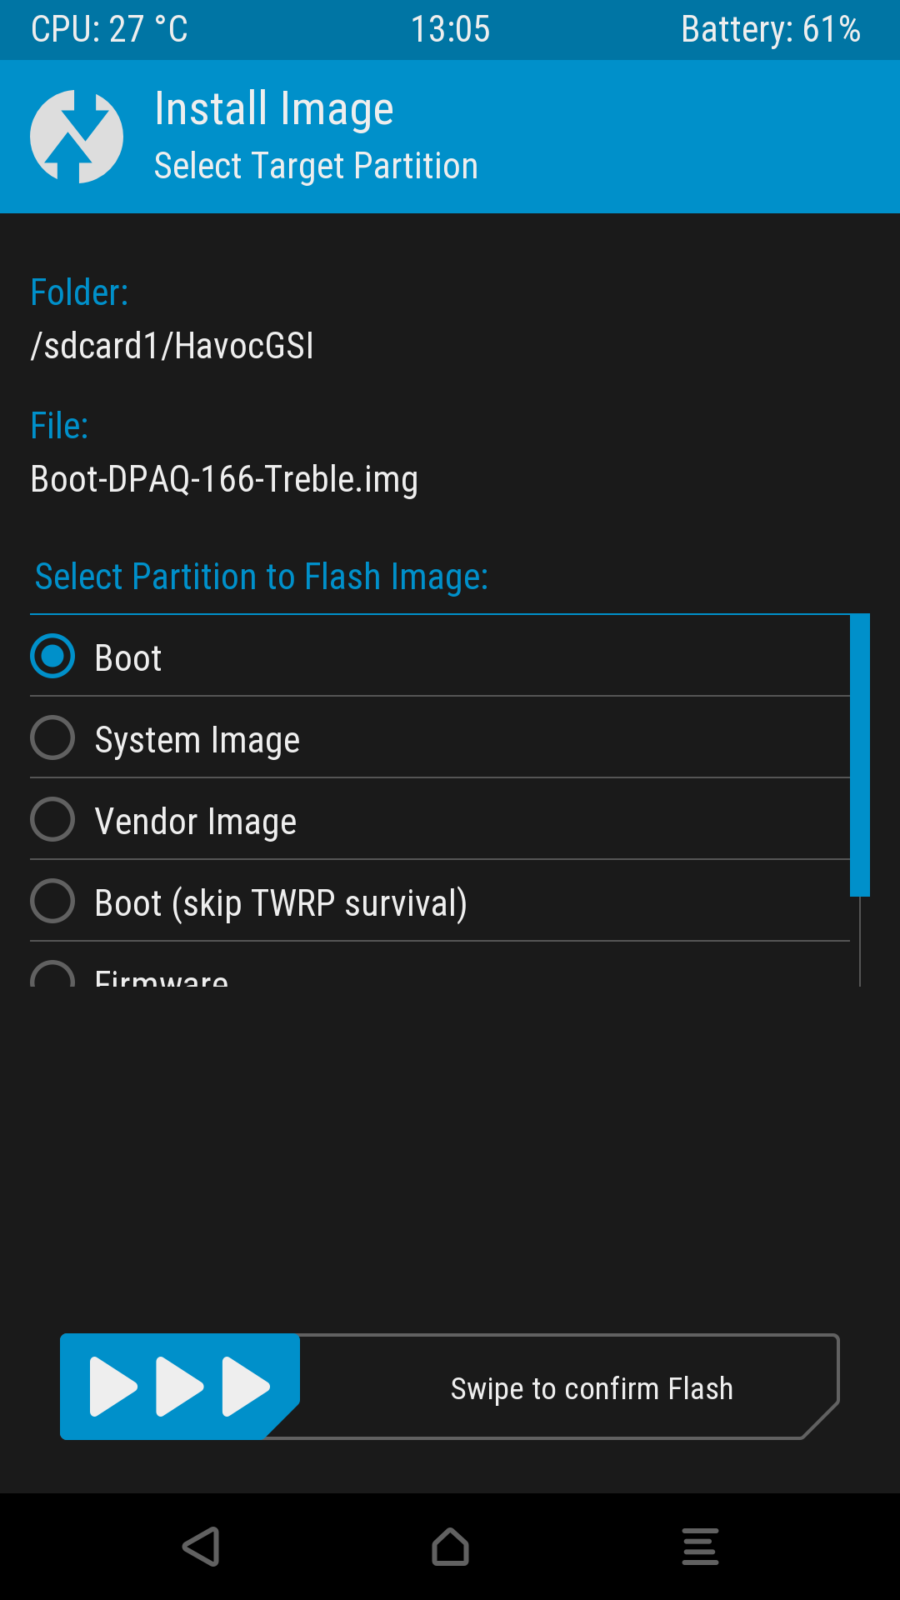 CPU: 27 °C 13:05 Battery: 61%
Install Image
Select Target Partition
Folder:
/sdcard1/HavocGSI
File:
Boot-DPAQ-166-Treble.img
Select Partition to Flash Image:
Boot
System Image
Vendor Image
Boot (skip TWRP survival)
Firmware
Swipe to confirm Flash